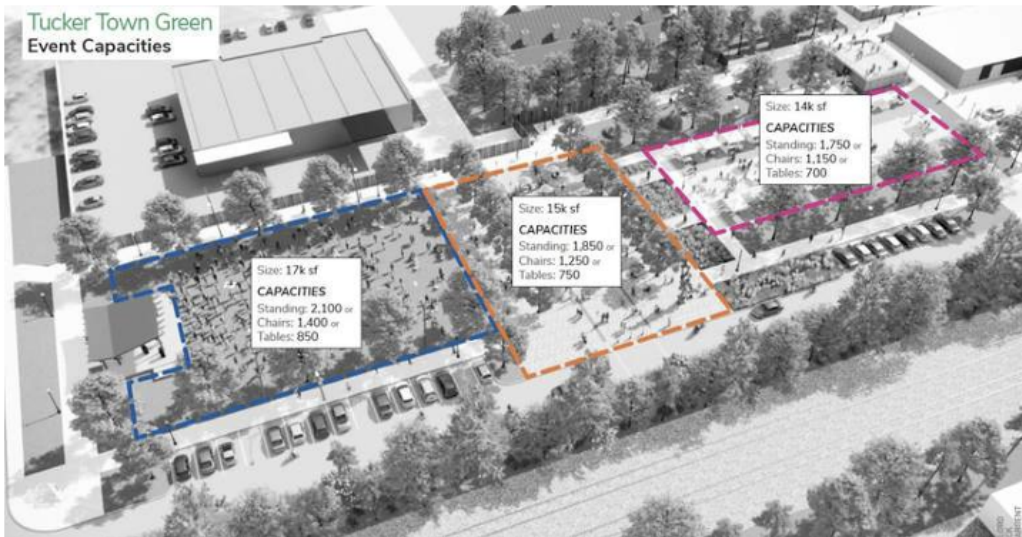 Tucker Town Green
Event Capacities
Size: 17k sf
CAPACITIES
Standing: 2,100 or
Chairs: 1,400 or
Tables: 850
Size: 15k sf
CAPACITIES
Standing: 1,850 or
Chairs: 1,250 or
Tables: 750
Size: 14k sf
CAPACITIES
Standing: 1,750 or
Chairs: 1,150 or
Tables: 700